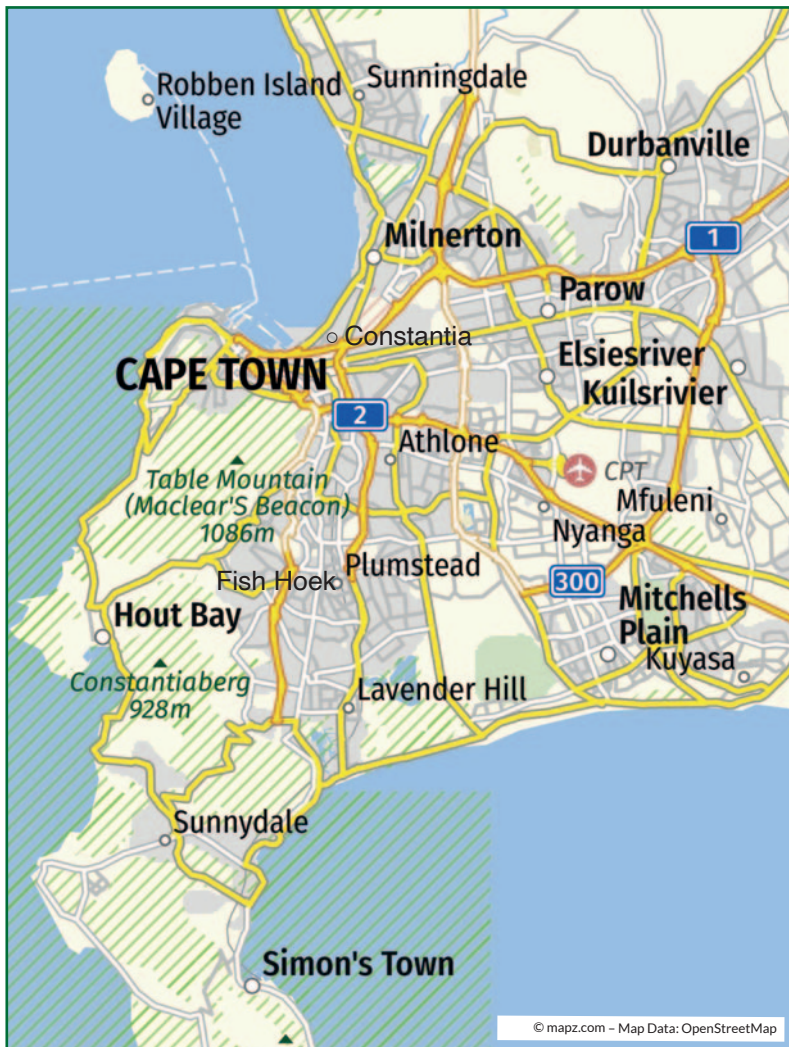 Robben Island
Village
Sunningdale
Durbanville
1
Milnerton
Parow
Constantia
CAPE TOWN
Elsiesriver
Kuilsrivier
2
Athlone
CPT
Table Mountain
(Maclear'S Beacon)
1086m
Mfuleni
Nyanga
Plumstead
Fish Hoek
300
Mitchells
Plain
Hout Bay
Kuyasa
Constantiaberg
928m
Lavender Hill
Sunnydale
Simon's Town
© mapz.com – Map Data: OpenStreetMap